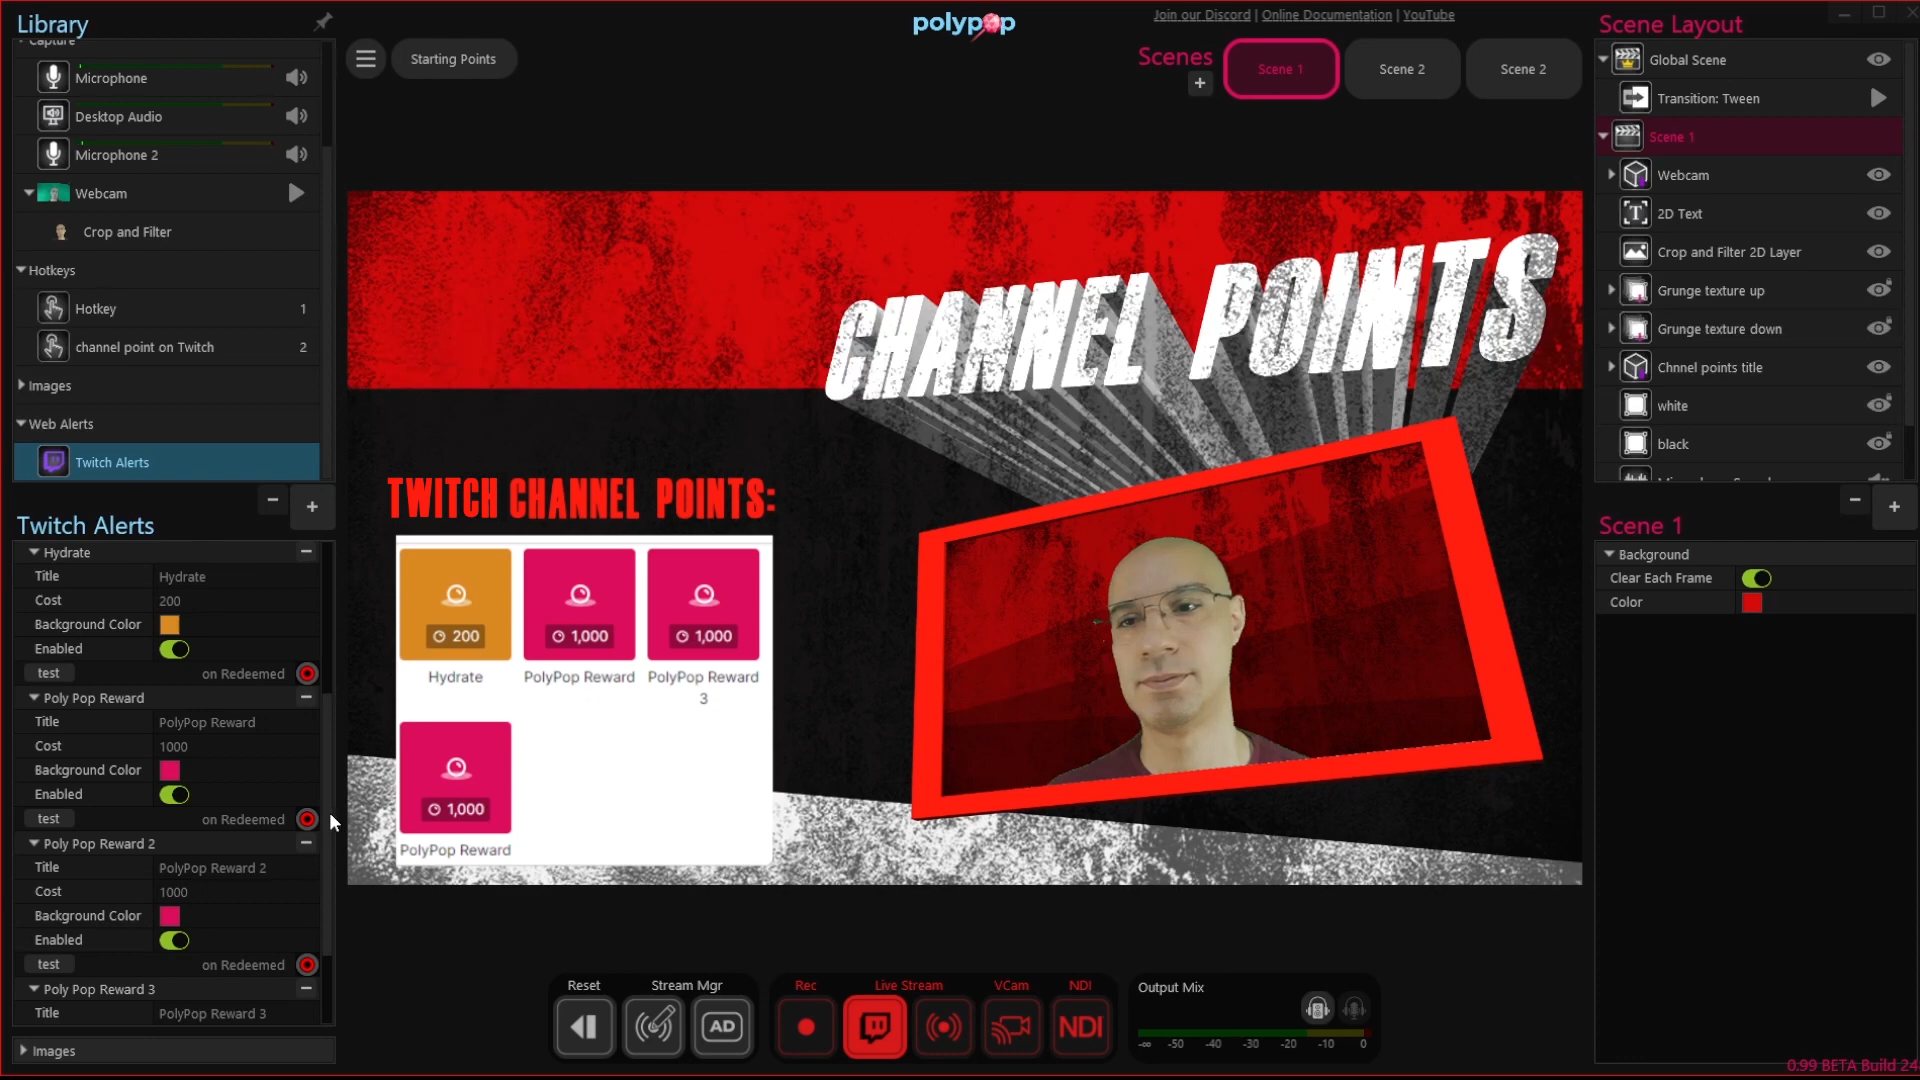 Library
Capture
Microphone
Desktop Audio
Microphone 2
Webcam
Crop and Filter
Hotkeys
Hotkey 1
channel point on Twitch 2
Images
Web Alerts
Twitch Alerts
Twitch Alerts
Hydrate
Title Hydrate
Cost 200
Background Color
Enabled
test on Redeemed
Poly Pop Reward
Title PolyPop Reward
Cost 1000
Background Color
Enabled
test on Redeemed
Poly Pop Reward 2
Title PolyPop Reward 2
Cost 1000
Background Color
Enabled
test on Redeemed
Poly Pop Reward 3
Title PolyPop Reward 3
Images
Starting Points
polypop
Join our Discord | Online Documentation | YouTube
Scenes
Scene 1
Scene 2
Scene 2
CHANNEL POINTS
TWITCH CHANNEL POINTS:
200
Hydrate
1,000
PolyPop Reward
1,000
PolyPop Reward
3
1,000
PolyPop Reward
Reset
Stream Mgr
AD
Rec
Live Stream
VCam
NDI
NDI
Output Mix
-∞ -50 -40 -30 -20 -10 0
Scene Layout
Global Scene
Transition: Tween
Scene 1
Webcam
2D Text
Crop and Filter 2D Layer
Grunge texture up
Grunge texture down
Chnnel points title
white
black
Scene 1
Background
Clear Each Frame
Color
0.99 BETA Build 24